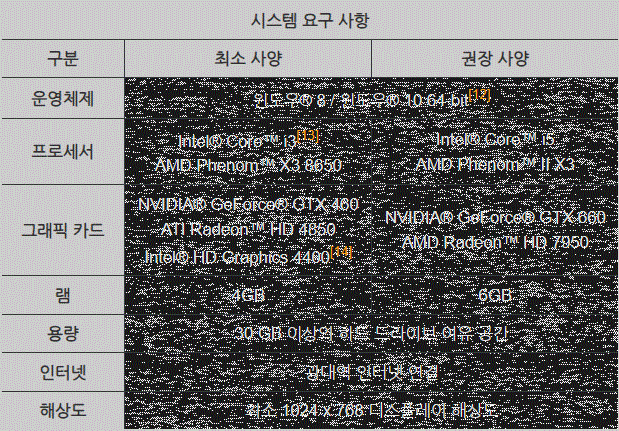 시스템 요구 사항
구분 최소 사양 권장 사양
운영체제 윈도우® 8 / 윈도우® 10 64-bit
프로세서
Intel® Core™ i3
AMD Phenom™ X3 8650
Intel® Core™ i5
AMD Phenom™ II X3
그래픽 카드
NVIDIA® GeForce® GTX 460
ATI Radeon™ HD 4850
Intel® HD Graphics 4400
NVIDIA® GeForce® GTX 660
AMD Radeon™ HD 7950
램 4GB 6GB
용량 30 GB 이상의 하드 드라이브 여유 공간
인터넷 광대역 인터넷 연결
해상도 최소 1024 x 768 디스플레이 해상도